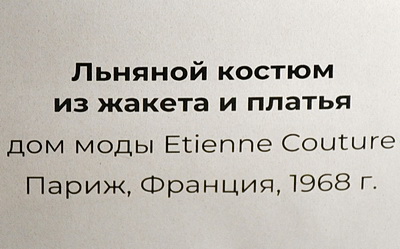 Льняной костюм
из жакета и платья
дом моды Etienne Couture
Париж, Франция, 1968 г.